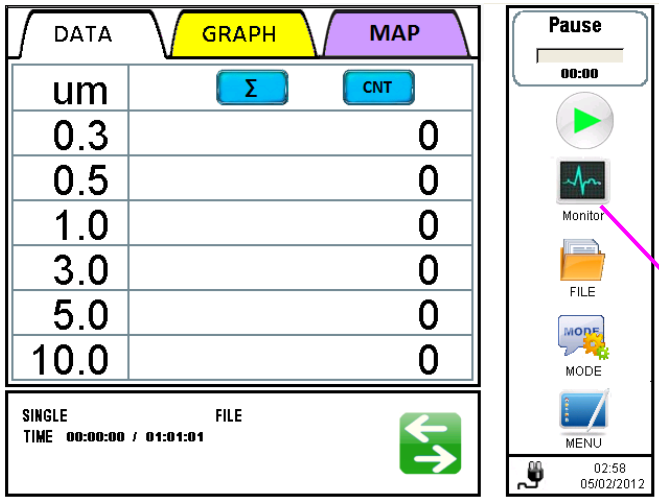 DATA GRAPH MAP
um Σ CNT
0.3 0
0.5 0
1.0 0
3.0 0
5.0 0
10.0 0
SINGLE FILE
TIME 00:00:00 / 01:01:01
Pause
00:00
Monitor
FILE
MODE
MODE
MENU
02:58
05/02/2012